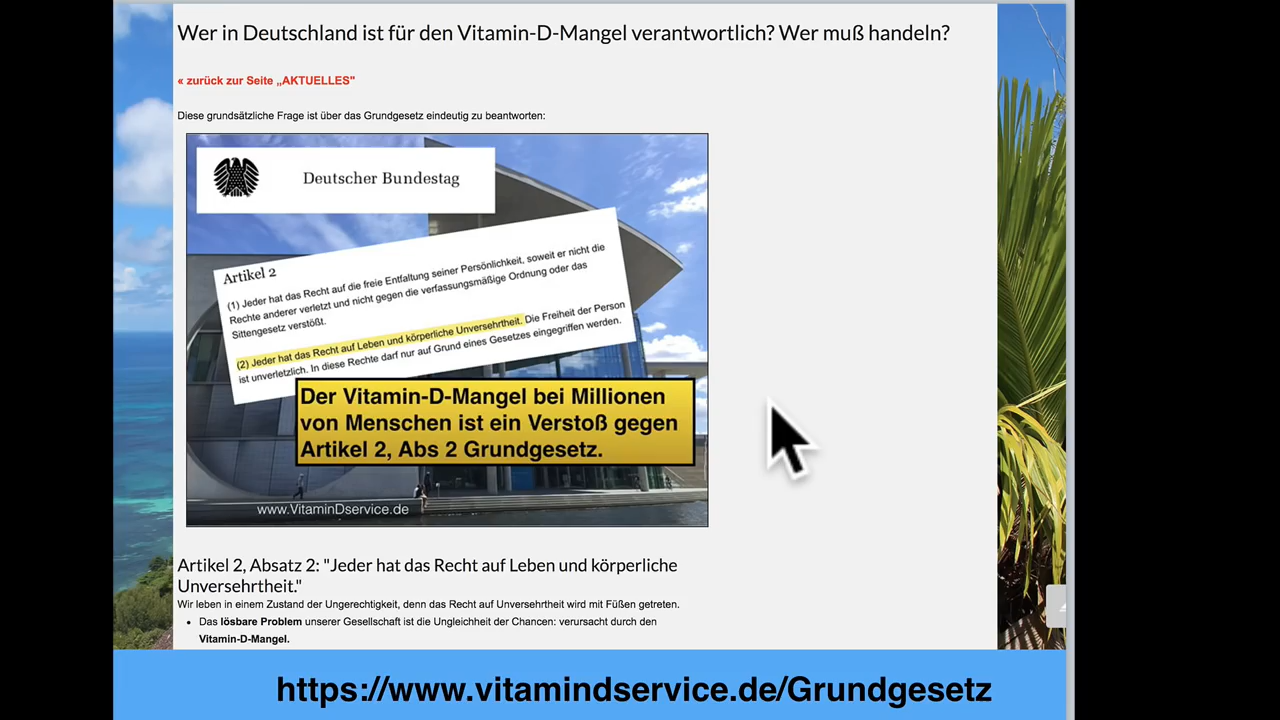 Wer in Deutschland ist für den Vitamin-D-Mangel verantwortlich? Wer muß handeln?
« zurück zur Seite „AKTUELLES"
Diese grundsätzliche Frage ist über das Grundgesetz eindeutig zu beantworten:
Deutscher Bundestag
Artikel 2
(1) Jeder hat das Recht auf die freie Entfaltung seiner Persönlichkeit, soweit er nicht die
Rechte anderer verletzt und nicht gegen die verfassungsmäßige Ordnung oder das
Sittengesetz verstößt.
(2) Jeder hat das Recht auf Leben und körperliche Unversehrtheit. Die Freiheit der Person
ist unverletzlich. In diese Rechte darf nur auf Grund eines Gesetzes eingegriffen werden.
Der Vitamin-D-Mangel bei Millionen
von Menschen ist ein Verstoß gegen
Artikel 2, Abs 2 Grundgesetz.
www.VitaminDservice.de
Artikel 2, Absatz 2: "Jeder hat das Recht auf Leben und körperliche
Unversehrtheit."
Wir leben in einem Zustand der Ungerechtigkeit, denn das Recht auf Unversehrtheit wird mit Füßen getreten.
• Das lösbare Problem unserer Gesellschaft ist die Ungleichheit der Chancen: verursacht durch den
Vitamin-D-Mangel.
https://www.vitamindservice.de/Grundgesetz